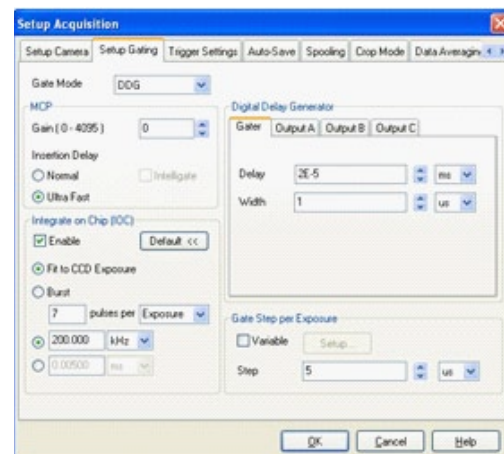 Setup Acquisition
Setup Camera Setup Gating Trigger Settings Auto-Save Spooling Crop Mode Data Averaging
Gate Mode DDG
MCP
Gain ( 0 - 4095 ) 0
Insertion Delay
Normal Intelligate
Ultra Fast
Integrate on Chip (IOC)
Enable Default <<
Fit to CCD Exposure
Burst
7 pulses per Exposure
200.000 kHz
0.00500 ms
Digital Delay Generator
Gater Output A Output B Output C
Delay 2E-5 ms
Width 1 us
Gate Step per Exposure
Variable Setup...
Step 5 us
OK Cancel Help